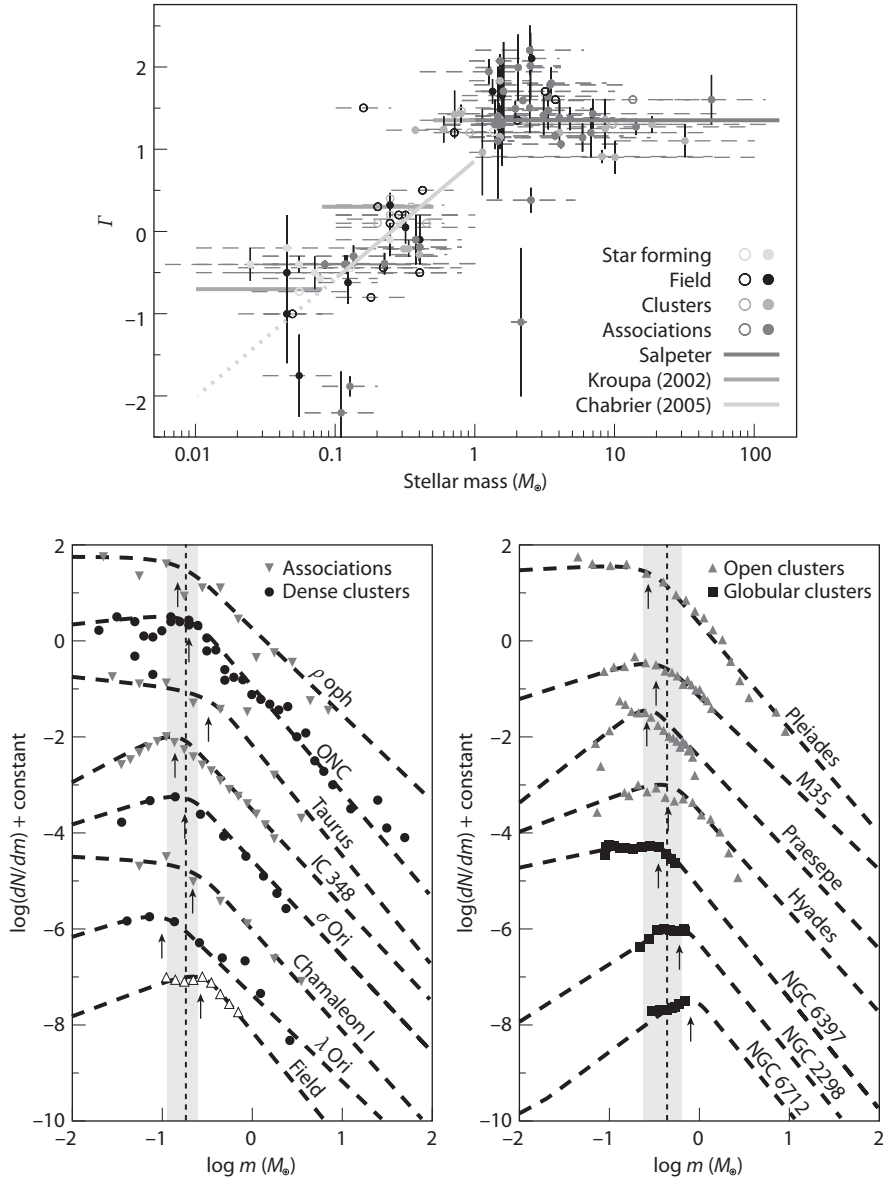 2
1
0
−1
−2
Γ
0.01
0.1
1
10
100
Stellar mass (M⊙)
Star forming
Field
Clusters
Associations
Salpeter
Kroupa (2002)
Chabrier (2005)
2
0
−2
−4
−6
−8
−10
log(dN/dm) + constant
−2
−1
0
1
2
log m (M⊙)
Associations
Dense clusters
ρ oph
ONC
Taurus
IC 348
σ Ori
Chamaleon I
λ Ori
Field
2
0
−2
−4
−6
−8
−10
log(dN/dm) + constant
−2
−1
0
1
2
log m (M⊙)
Open clusters
Globular clusters
Pleiades
M35
Praesepe
Hyades
NGC 6397
NGC 2298
NGC 6712